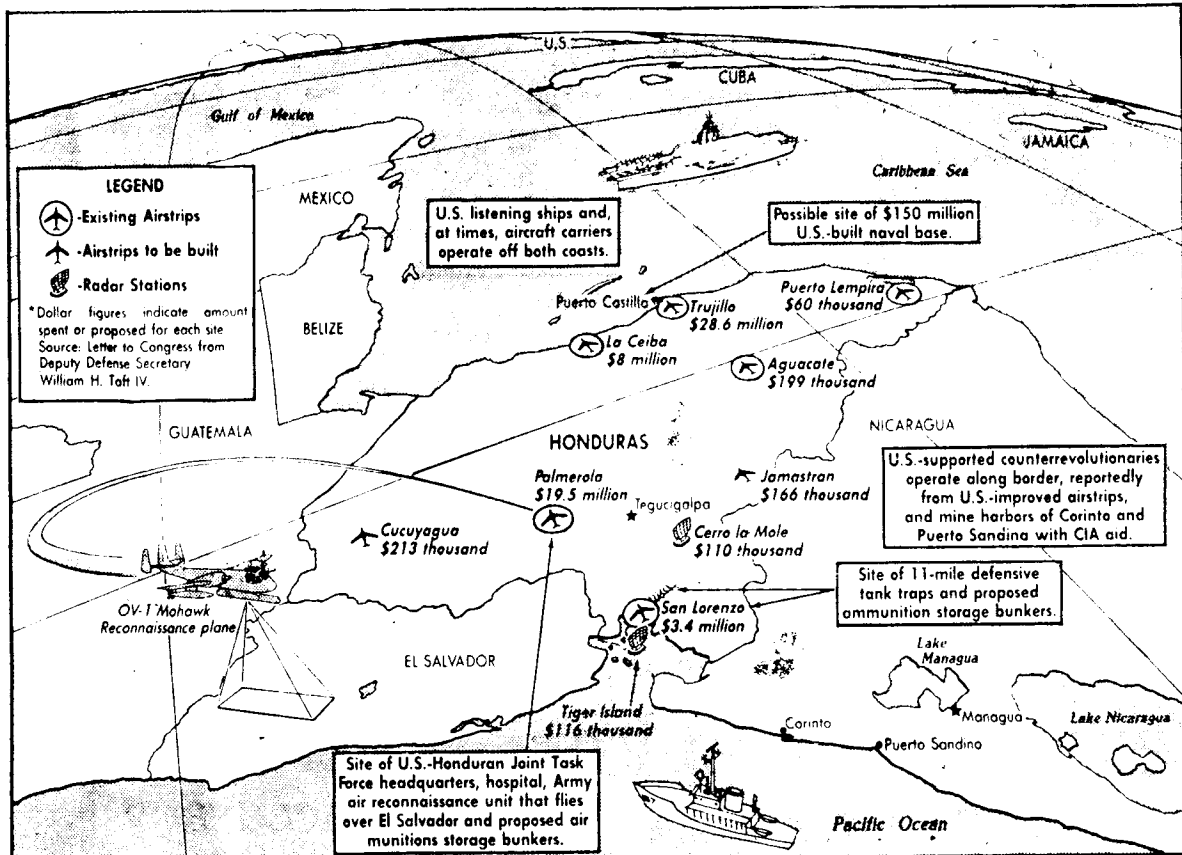 U.S.
CUBA
Gulf of Mexico
JAMAICA
Caribbean Sea
LEGEND
-Existing Airstrips
-Airstrips to be built
-Radar Stations
*Dollar figures indicate amount
spent or proposed for each site
Source: Letter to Congress from
Deputy Defense Secretary
William H. Taft IV.
MEXICO
U.S. listening ships and,
at times, aircraft carriers
operate off both coasts.
Possible site of $150 million
U.S.-built naval base.
BELIZE
Puerto Castilla
Trujillo
$28.6 million
Puerto Lempira
$60 thousand
La Ceiba
$8 million
Aguacate
$199 thousand
GUATEMALA
HONDURAS
NICARAGUA
U.S.-supported counterrevolutionaries
operate along border, reportedly
from U.S.-improved airstrips,
and mine harbors of Corinto and
Puerto Sandina with CIA aid.
Palmerola
$19.5 million
Jamastran
$166 thousand
Tegucigalpa
Cucuyagua
$213 thousand
Cerro la Mole
$110 thousand
Site of 11-mile defensive
tank traps and proposed
ammunition storage bunkers.
OV-1 Mohawk
Reconnaissance plane
San Lorenzo
$3.4 million
EL SALVADOR
Lake
Managua
Managua
Lake Nicaragua
Tiger Island
$116 thousand
Corinto
Puerto Sandino
Site of U.S.-Honduran Joint Task
Force headquarters, hospital, Army
air reconnaissance unit that flies
over El Salvador and proposed air
munitions storage bunkers.
Pacific Ocean